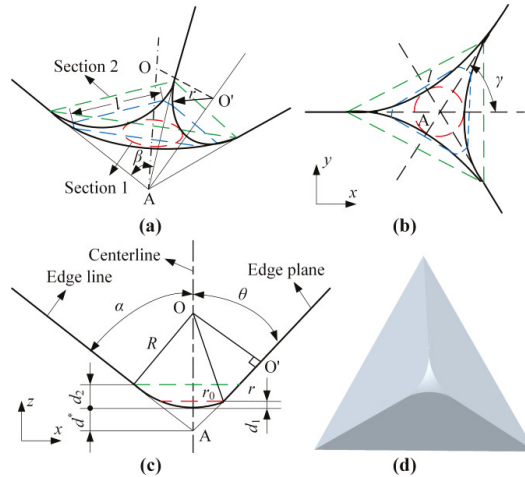 Section 2
O
r
O'
l
β
Section 1
A
(a)
l
γ
A
y
x
(b)
Centerline
Edge line
Edge plane
α
θ
O
R
O'
r
r₀
d₂
d*
d₁
z
x
A
(c)
(d)